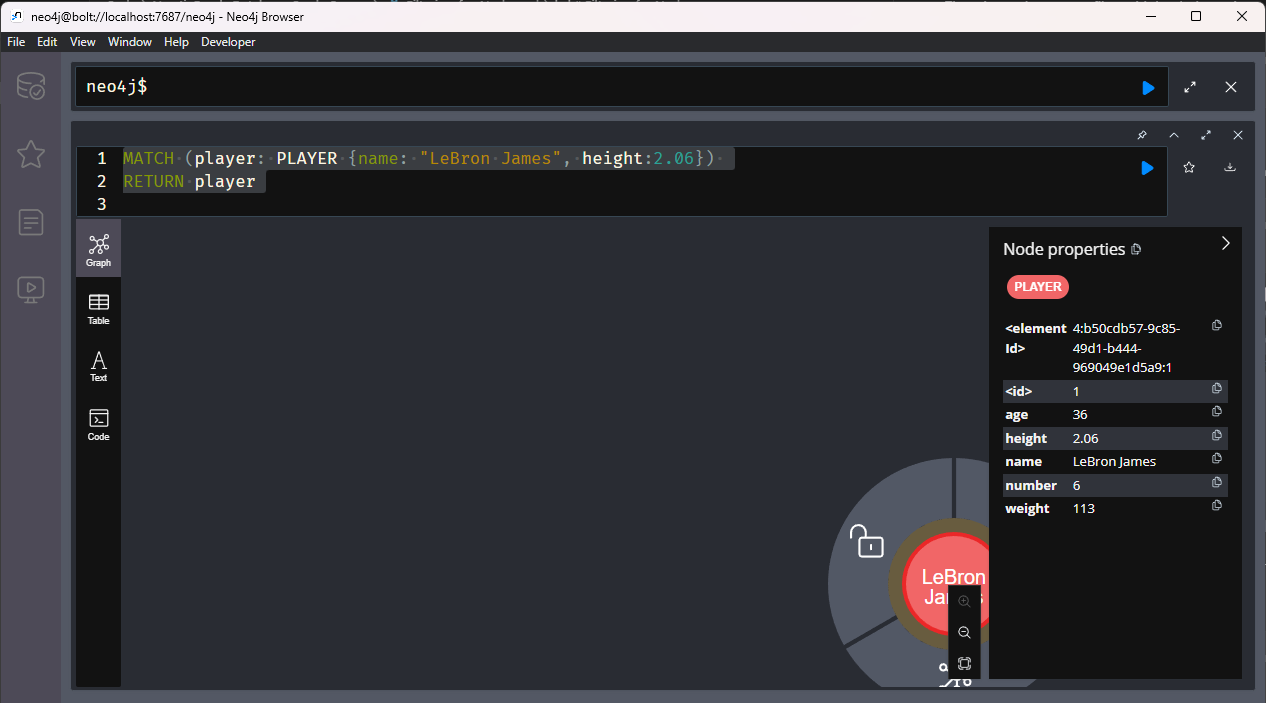 neo4j@bolt://localhost:7687/neo4j - Neo4j Browser
File Edit View Window Help Developer
neo4j$
1 MATCH (player: PLAYER {name: "LeBron James", height:2.06})
2 RETURN player
3
Graph
Table
Text
Code
Node properties
PLAYER
<element 4:b50cdb57-9c85-
Id> 49d1-b444-
969049e1d5a9:1
<id> 1
age 36
height 2.06
name LeBron James
number 6
weight 113
LeBron